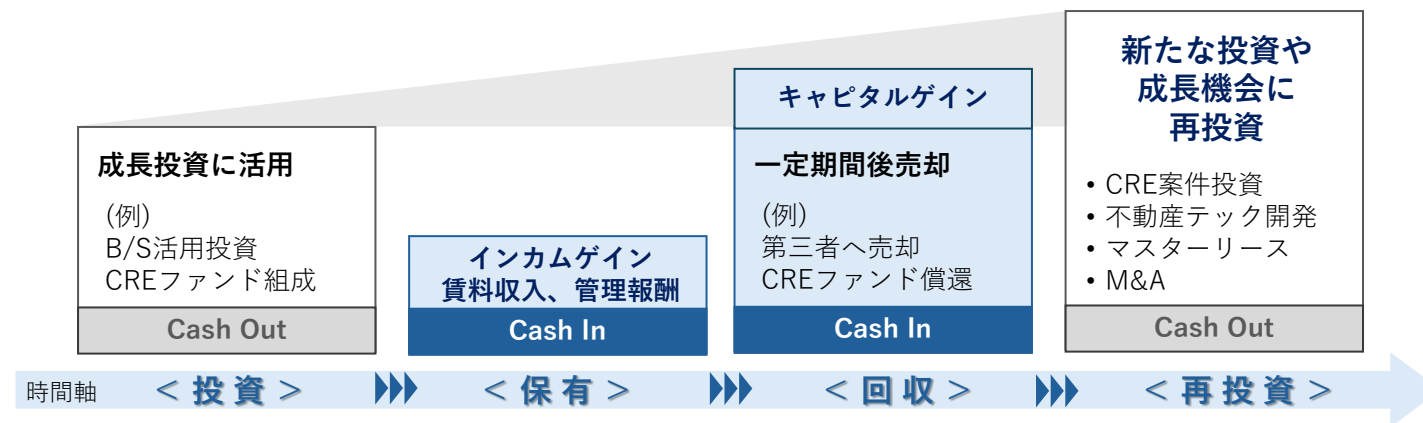 成長投資に活用
(例)
B/S活用投資
CREファンド組成
Cash Out
インカムゲイン
賃料収入、管理報酬
Cash In
キャピタルゲイン
一定期間後売却
(例)
第三者へ売却
CREファンド償還
Cash In
新たな投資や
成長機会に
再投資
• CRE案件投資
• 不動産テック開発
• マスターリース
• M&A
Cash Out
時間軸 <投資> <保有> <回収> <再投資>